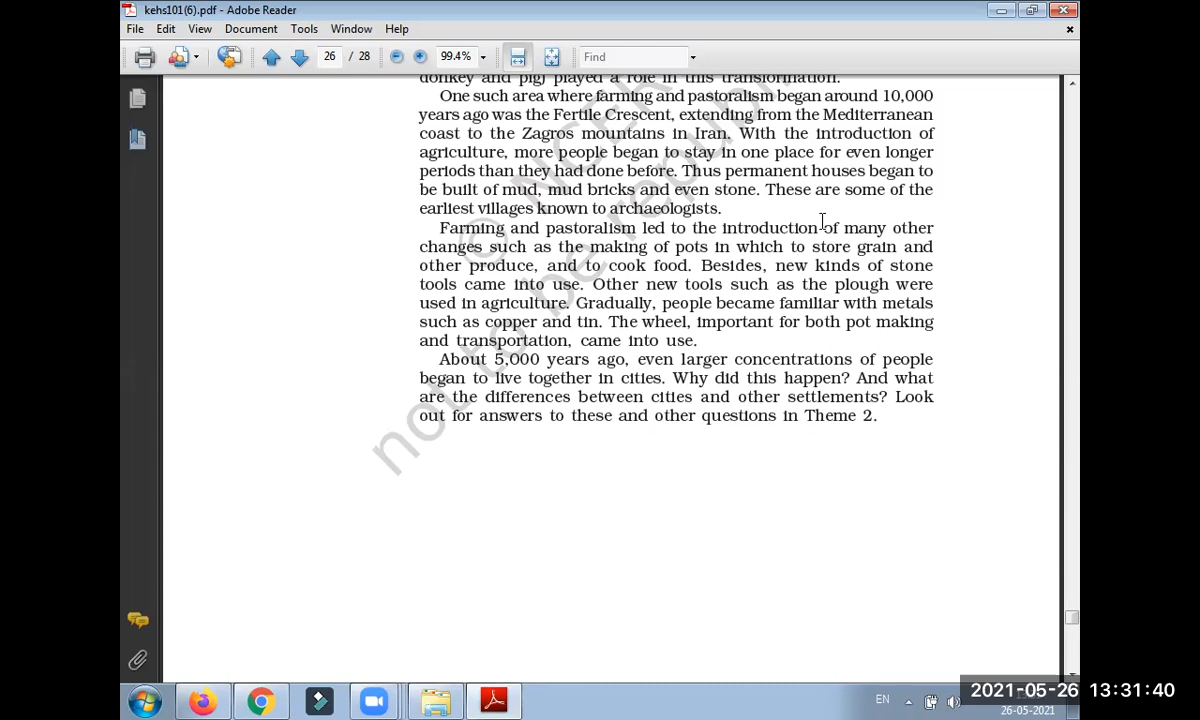 kehs101(6).pdf - Adobe Reader
File Edit View Document Tools Window Help
26 / 28 99.4% Find
donkey and pig) played a role in this transformation.
One such area where farming and pastoralism began around 10,000
years ago was the Fertile Crescent, extending from the Mediterranean
coast to the Zagros mountains in Iran. With the introduction of
agriculture, more people began to stay in one place for even longer
periods than they had done before. Thus permanent houses began to
be built of mud, mud bricks and even stone. These are some of the
earliest villages known to archaeologists.
Farming and pastoralism led to the introduction of many other
changes such as the making of pots in which to store grain and
other produce, and to cook food. Besides, new kinds of stone
tools came into use. Other new tools such as the plough were
used in agriculture. Gradually, people became familiar with metals
such as copper and tin. The wheel, important for both pot making
and transportation, came into use.
About 5,000 years ago, even larger concentrations of people
began to live together in cities. Why did this happen? And what
are the differences between cities and other settlements? Look
out for answers to these and other questions in Theme 2.
© NCER
not to be republi
EN
2021-05-26 13:31:40
26-05-2021